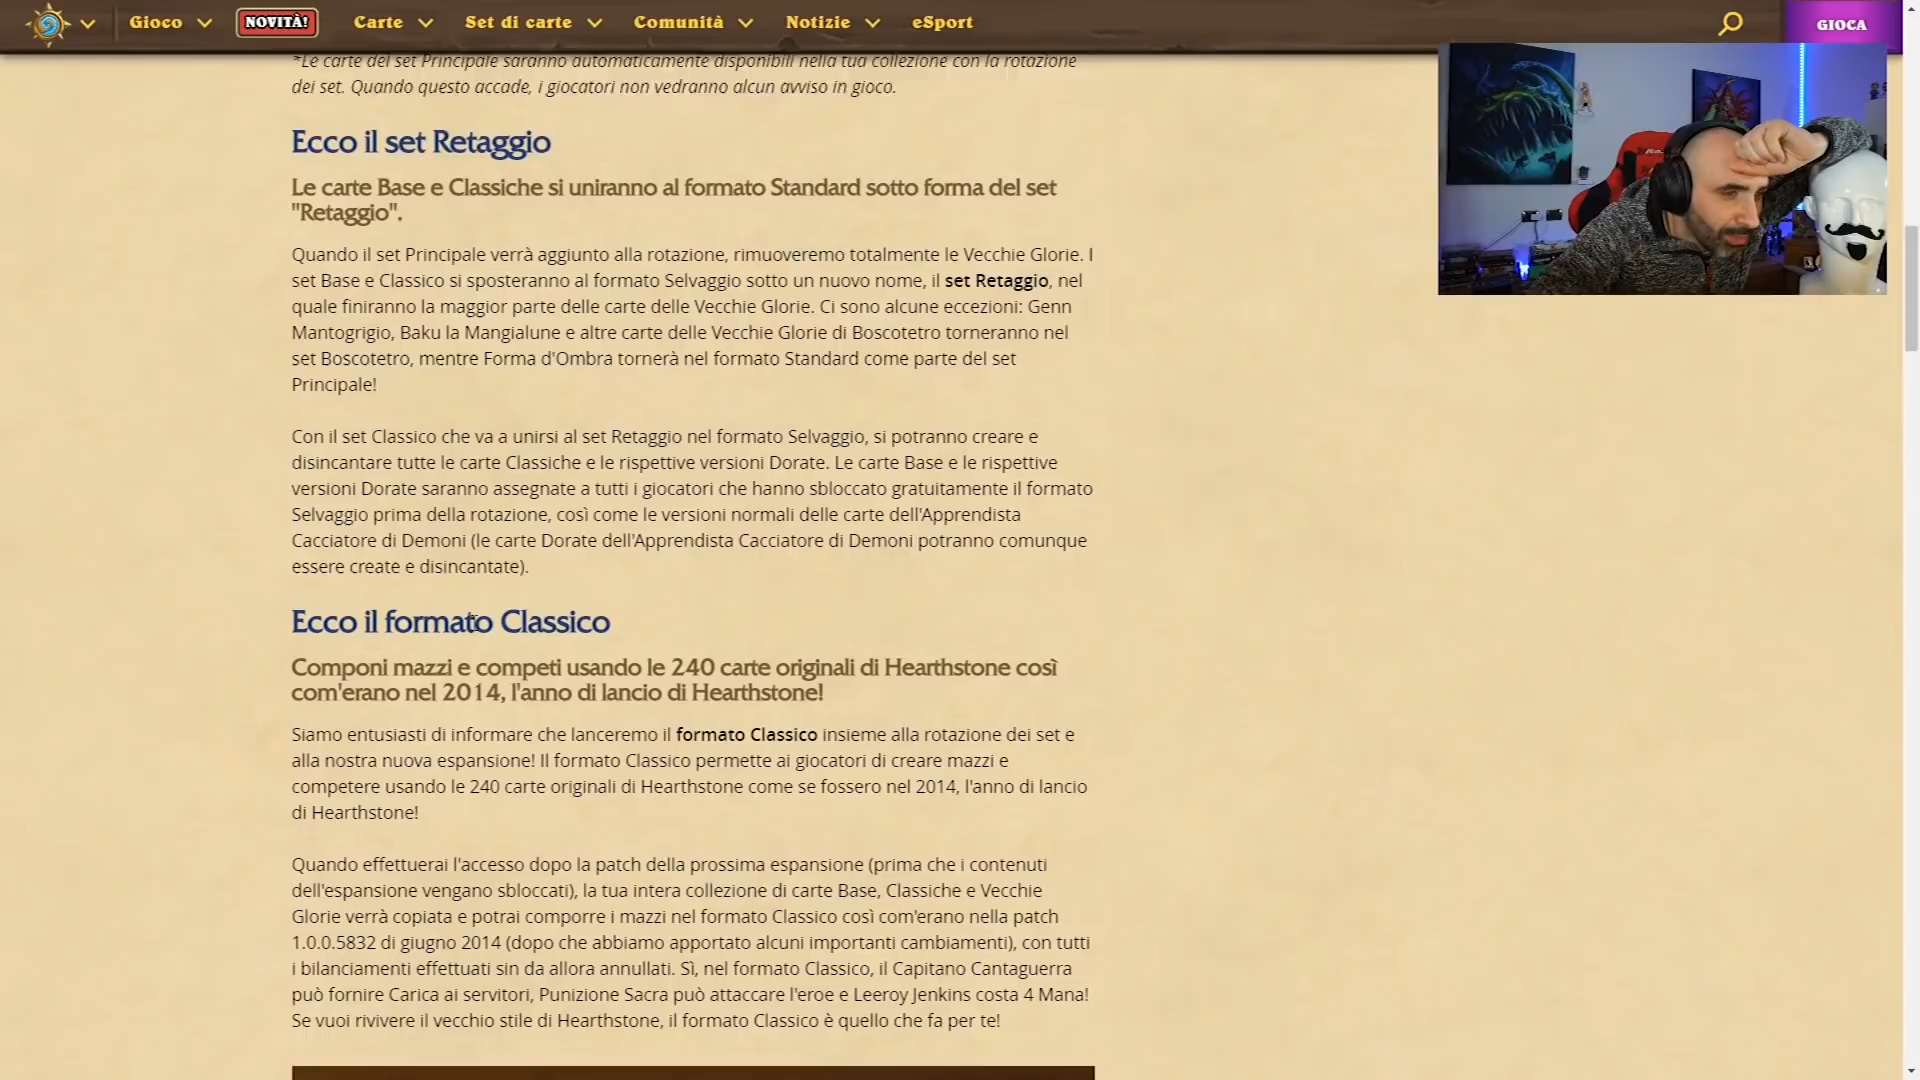 Gioco
NOVITÀ!
Carte
Set di carte
Comunità
Notizie
eSport
GIOCA
*Le carte del set Principale saranno automaticamente disponibili nella tua collezione con la rotazione
dei set. Quando questo accade, i giocatori non vedranno alcun avviso in gioco.
Ecco il set Retaggio
Le carte Base e Classiche si uniranno al formato Standard sotto forma del set
"Retaggio".
Quando il set Principale verrà aggiunto alla rotazione, rimuoveremo totalmente le Vecchie Glorie. I
set Base e Classico si sposteranno al formato Selvaggio sotto un nuovo nome, il set Retaggio, nel
quale finiranno la maggior parte delle carte delle Vecchie Glorie. Ci sono alcune eccezioni: Genn
Mantogrigio, Baku la Mangialune e altre carte delle Vecchie Glorie di Boscotetro torneranno nel
set Boscotetro, mentre Forma d'Ombra tornerà nel formato Standard come parte del set
Principale!
Con il set Classico che va a unirsi al set Retaggio nel formato Selvaggio, si potranno creare e
disincantare tutte le carte Classiche e le rispettive versioni Dorate. Le carte Base e le rispettive
versioni Dorate saranno assegnate a tutti i giocatori che hanno sbloccato gratuitamente il formato
Selvaggio prima della rotazione, così come le versioni normali delle carte dell'Apprendista
Cacciatore di Demoni (le carte Dorate dell'Apprendista Cacciatore di Demoni potranno comunque
essere create e disincantate).
Ecco il formato Classico
Componi mazzi e competi usando le 240 carte originali di Hearthstone così
com'erano nel 2014, l'anno di lancio di Hearthstone!
Siamo entusiasti di informare che lanceremo il formato Classico insieme alla rotazione dei set e
alla nostra nuova espansione! Il formato Classico permette ai giocatori di creare mazzi e
competere usando le 240 carte originali di Hearthstone come se fossero nel 2014, l'anno di lancio
di Hearthstone!
Quando effettuerai l'accesso dopo la patch della prossima espansione (prima che i contenuti
dell'espansione vengano sbloccati), la tua intera collezione di carte Base, Classiche e Vecchie
Glorie verrà copiata e potrai comporre i mazzi nel formato Classico così com'erano nella patch
1.0.0.5832 di giugno 2014 (dopo che abbiamo apportato alcuni importanti cambiamenti), con tutti
i bilanciamenti effettuati sin da allora annullati. Sì, nel formato Classico, il Capitano Cantaguerra
può fornire Carica ai servitori, Punizione Sacra può attaccare l'eroe e Leeroy Jenkins costa 4 Mana!
Se vuoi rivivere il vecchio stile di Hearthstone, il formato Classico è quello che fa per te!